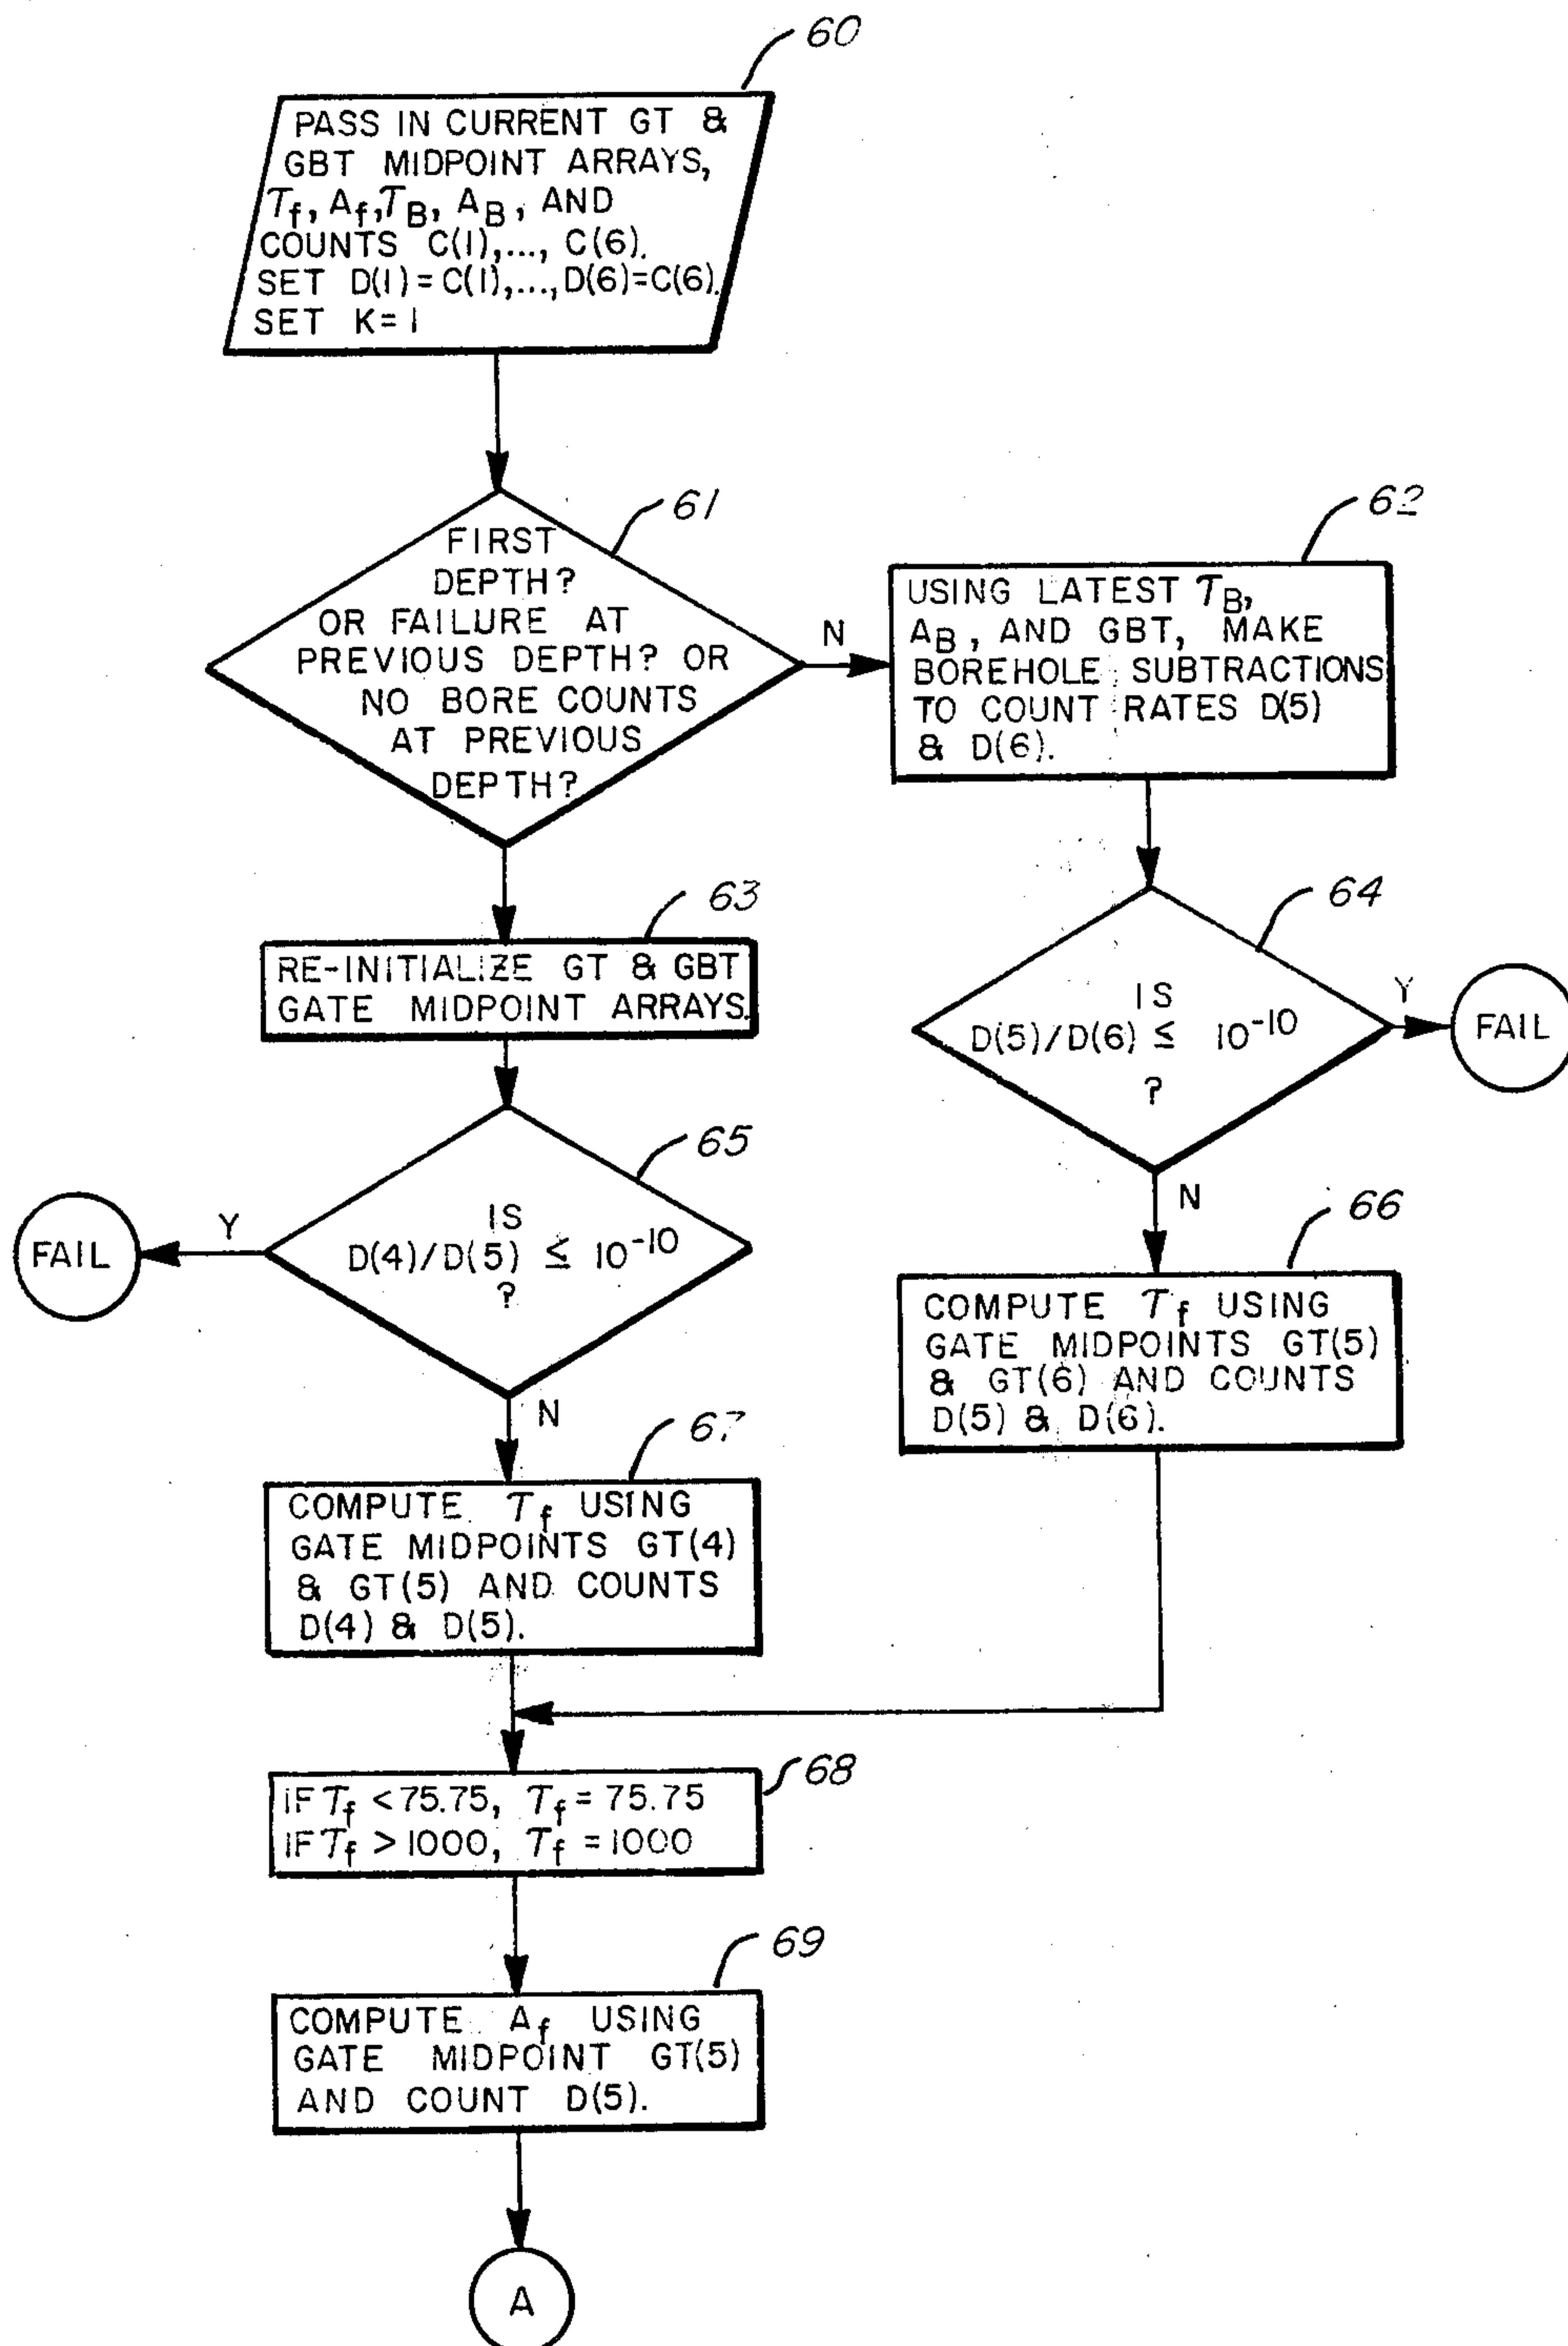 60
PASS IN CURRENT GT &
GBT MIDPOINT ARRAYS,
τf, Af, τB, AB, AND
COUNTS C(1),..., C(6).
SET D(1)=C(1),...,D(6)=C(6).
SET K=1
61
FIRST
DEPTH?
OR FAILURE AT
PREVIOUS DEPTH? OR
NO BORE COUNTS
AT PREVIOUS
DEPTH?
N
62
USING LATEST τB,
AB, AND GBT, MAKE
BOREHOLE SUBTRACTIONS
TO COUNT RATES D(5)
& D(6).
63
RE-INITIALIZE GT & GBT
GATE MIDPOINT ARRAYS.
64
IS
D(5)/D(6) ≤ 10⁻¹⁰
?
Y
FAIL
N
65
IS
D(4)/D(5) ≤ 10⁻¹⁰
?
Y
FAIL
N
66
COMPUTE τf USING
GATE MIDPOINTS GT(5)
& GT(6) AND COUNTS
D(5) & D(6).
67
COMPUTE τf USING
GATE MIDPOINTS GT(4)
& GT(5) AND COUNTS
D(4) & D(5).
68
IF τf < 75.75, τf = 75.75
IF τf > 1000, τf = 1000
69
COMPUTE Af USING
GATE MIDPOINT GT(5)
AND COUNT D(5).
A